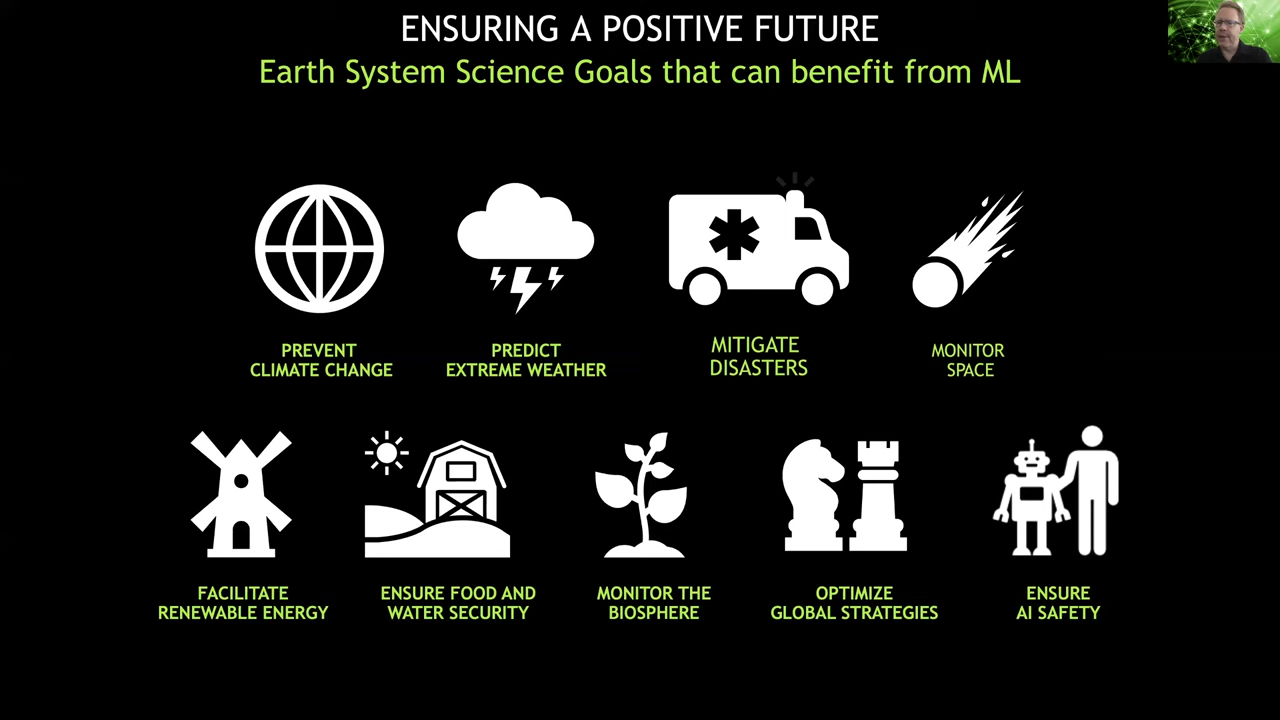 ENSURING A POSITIVE FUTURE
Earth System Science Goals that can benefit from ML
PREVENT
CLIMATE CHANGE
PREDICT
EXTREME WEATHER
MITIGATE
DISASTERS
MONITOR
SPACE
FACILITATE
RENEWABLE ENERGY
ENSURE FOOD AND
WATER SECURITY
MONITOR THE
BIOSPHERE
OPTIMIZE
GLOBAL STRATEGIES
ENSURE
AI SAFETY